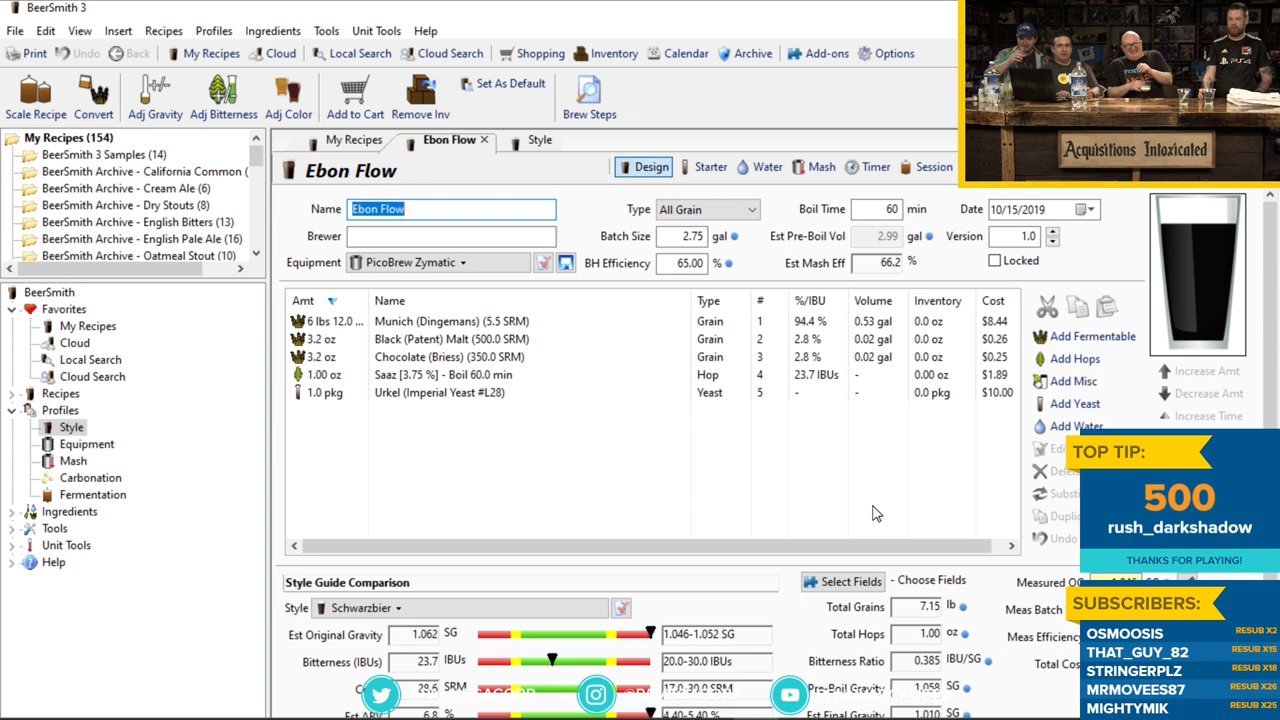 BeerSmith 3
File Edit View Insert Recipes Profiles Ingredients Tools Unit Tools Help
Print Undo Back My Recipes Cloud Local Search Cloud Search Shopping Inventory Calendar Archive Add-ons Options
Scale Recipe Convert Adj Gravity Adj Bitterness Adj Color Add to Cart Remove Inv Set As Default Brew Steps
Acquisitions Intoxicated
My Recipes (154)
BeerSmith 3 Samples (14)
BeerSmith Archive - California Common (
BeerSmith Archive - Cream Ale (6)
BeerSmith Archive - Dry Stouts (8)
BeerSmith Archive - English Bitters (13)
BeerSmith Archive - English Pale Ale (16)
BeerSmith Archive - Oatmeal Stout (10)
BeerSmith
Favorites
My Recipes
Cloud
Local Search
Cloud Search
Recipes
Profiles
Style
Equipment
Mash
Carbonation
Fermentation
Ingredients
Tools
Unit Tools
Help
My Recipes Ebon Flow Style
Ebon Flow Design Starter Water Mash Timer Session
Name Ebon Flow Type All Grain Boil Time 60 min Date 10/15/2019
Brewer Batch Size 2.75 gal Est Pre-Boil Vol 2.99 gal Version 1.0
Equipment PicoBrew Zymatic BH Efficiency 65.00 % Est Mash Eff 66.2 % Locked
Amt Name Type # %/IBU Volume Inventory Cost
6 lbs 12.0 ... Munich (Dingemans) (5.5 SRM) Grain 1 94.4 % 0.53 gal 0.0 oz $8.44
3.2 oz Black (Patent) Malt (500.0 SRM) Grain 2 2.8 % 0.02 gal 0.0 oz $0.26
3.2 oz Chocolate (Briess) (350.0 SRM) Grain 3 2.8 % 0.02 gal 0.0 oz $0.25
1.00 oz Saaz [3.75 %] - Boil 60.0 min Hop 4 23.7 IBUs - 0.00 oz $1.89
1.0 pkg Urkel (Imperial Yeast #L28) Yeast 5 - - 0.0 pkg $10.00
Add Fermentable
Add Hops
Add Misc
Add Yeast
Add Water
Increase Amt
Decrease Amt
Increase Time
Style Guide Comparison Select Fields - Choose Fields
Style Schwarzbier Total Grains 7.15 lb Meas Batch
Est Original Gravity 1.062 SG 1.046-1.052 SG Total Hops 1.00 oz Meas Efficien
Bitterness (IBUs) 23.7 IBUs 20.0-30.0 IBUs Bitterness Ratio 0.385 IBU/SG Total Cos
28.6 SRM 17.0-30.0 SRM Pre-Boil Gravity 1.058 SG
Est ABV 6.8 % 4.40-5.40 % Est Final Gravity 1.010 SG
TOP TIP:
500
rush_darkshadow
THANKS FOR PLAYING!
SUBSCRIBERS:
OSMOOSIS RESUB X2
THAT_GUY_82 RESUB X15
STRINGERPLZ RESUB X18
MRMOVEES87 RESUB X26
MIGHTYMIK RESUB X25